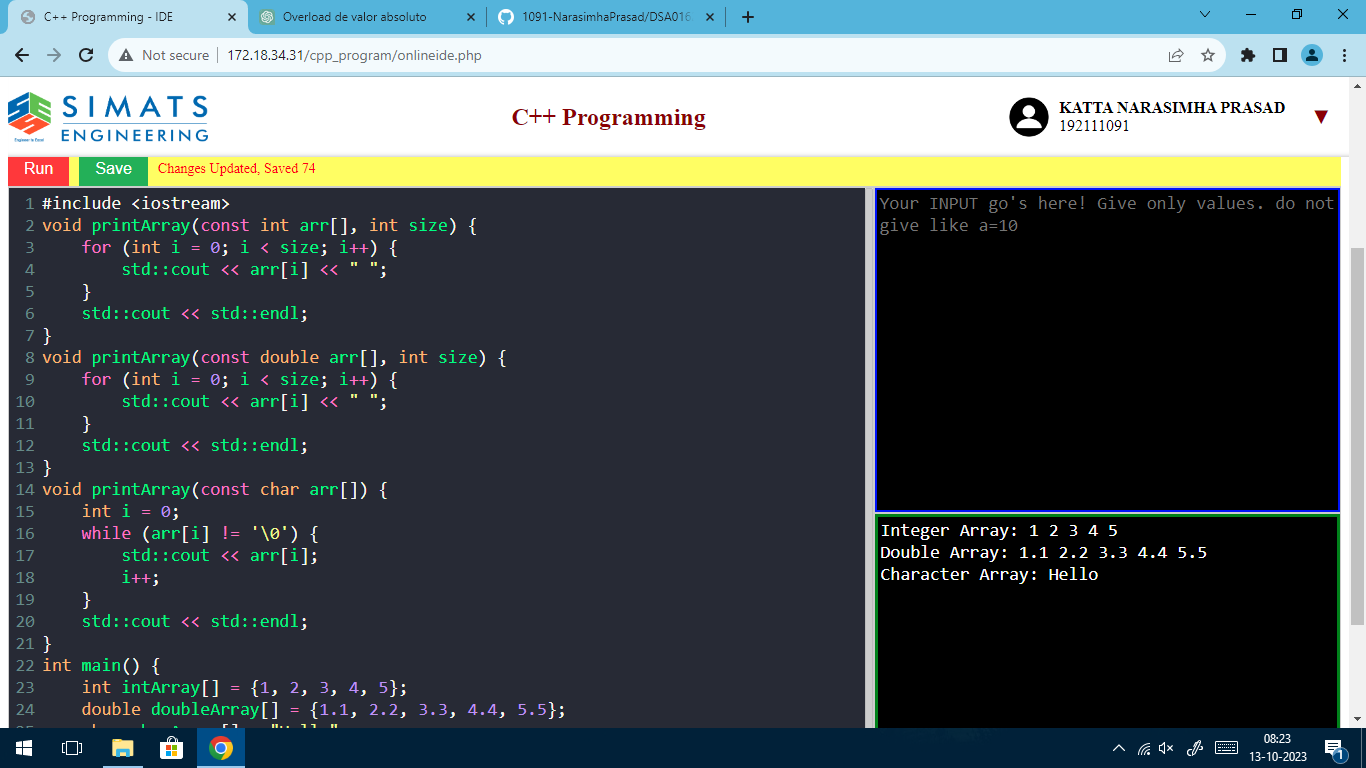 C++ Programming - IDE
Overload de valor absoluto
1091-NarasimhaPrasad/DSA016
Not secure
172.18.34.31/cpp_program/onlineide.php
SIMATS
ENGINEERING
C++ Programming
KATTA NARASIMHA PRASAD
192111091
Run
Save
Changes Updated, Saved 74
1 #include <iostream>
2 void printArray(const int arr[], int size) {
3     for (int i = 0; i < size; i++) {
4         std::cout << arr[i] << " ";
5     }
6     std::cout << std::endl;
7 }
8 void printArray(const double arr[], int size) {
9     for (int i = 0; i < size; i++) {
10         std::cout << arr[i] << " ";
11     }
12     std::cout << std::endl;
13 }
14 void printArray(const char arr[]) {
15     int i = 0;
16     while (arr[i] != '\0') {
17         std::cout << arr[i];
18         i++;
19     }
20     std::cout << std::endl;
21 }
22 int main() {
23     int intArray[] = {1, 2, 3, 4, 5};
24     double doubleArray[] = {1.1, 2.2, 3.3, 4.4, 5.5};
Your INPUT go's here! Give only values. do not
give like a=10
Integer Array: 1 2 3 4 5
Double Array: 1.1 2.2 3.3 4.4 5.5
Character Array: Hello
08:23
13-10-2023
1